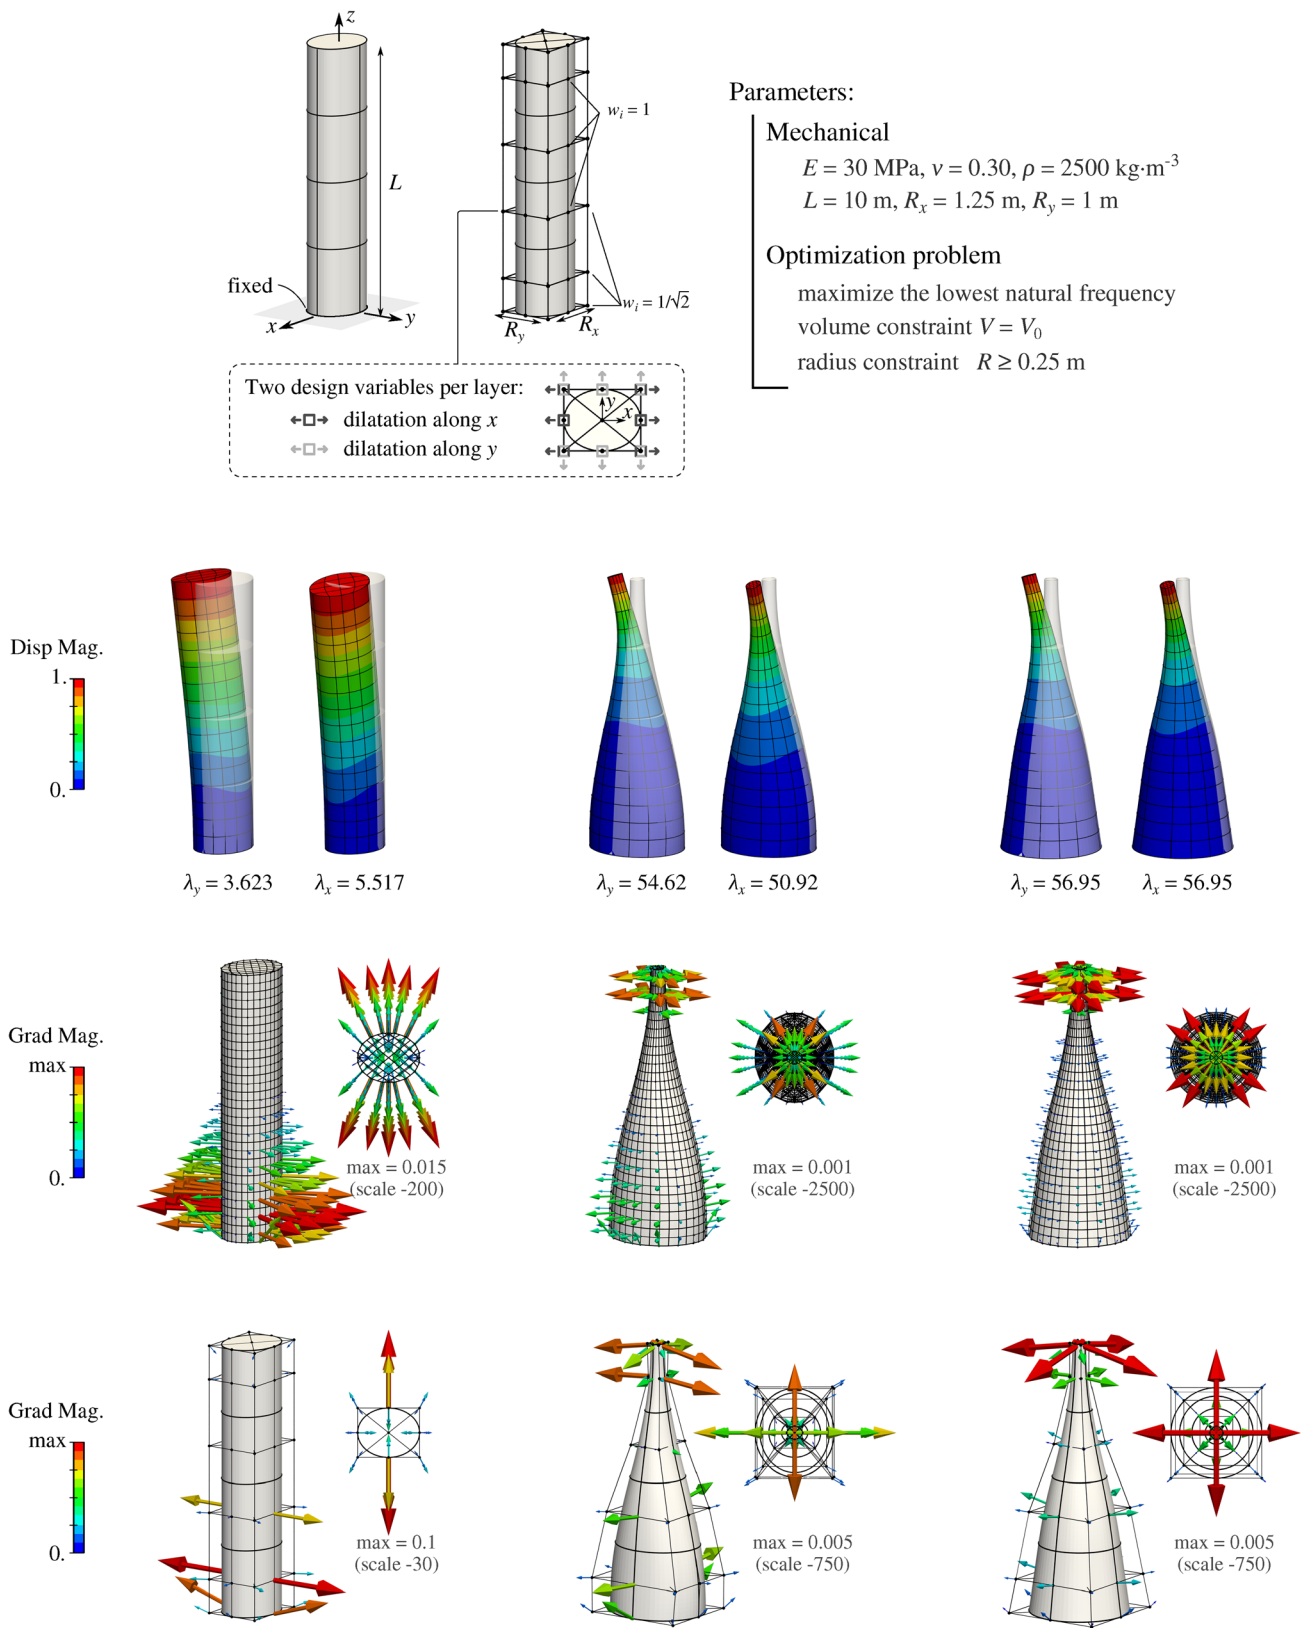 z
L
fixed
x
y
w_i = 1
w_i = 1/√2
R_y
R_x
Two design variables per layer:
dilatation along x
dilatation along y
y
x
Parameters:
Mechanical
E = 30 MPa, ν = 0.30, ρ = 2500 kg·m⁻³
L = 10 m, R_x = 1.25 m, R_y = 1 m
Optimization problem
maximize the lowest natural frequency
volume constraint V = V_0
radius constraint R ≥ 0.25 m
Disp Mag.
1.
0.
λ_y = 3.623
λ_x = 5.517
λ_y = 54.62
λ_x = 50.92
λ_y = 56.95
λ_x = 56.95
Grad Mag.
max
0.
max = 0.015
(scale -200)
max = 0.001
(scale -2500)
max = 0.001
(scale -2500)
Grad Mag.
max
0.
max = 0.1
(scale -30)
max = 0.005
(scale -750)
max = 0.005
(scale -750)